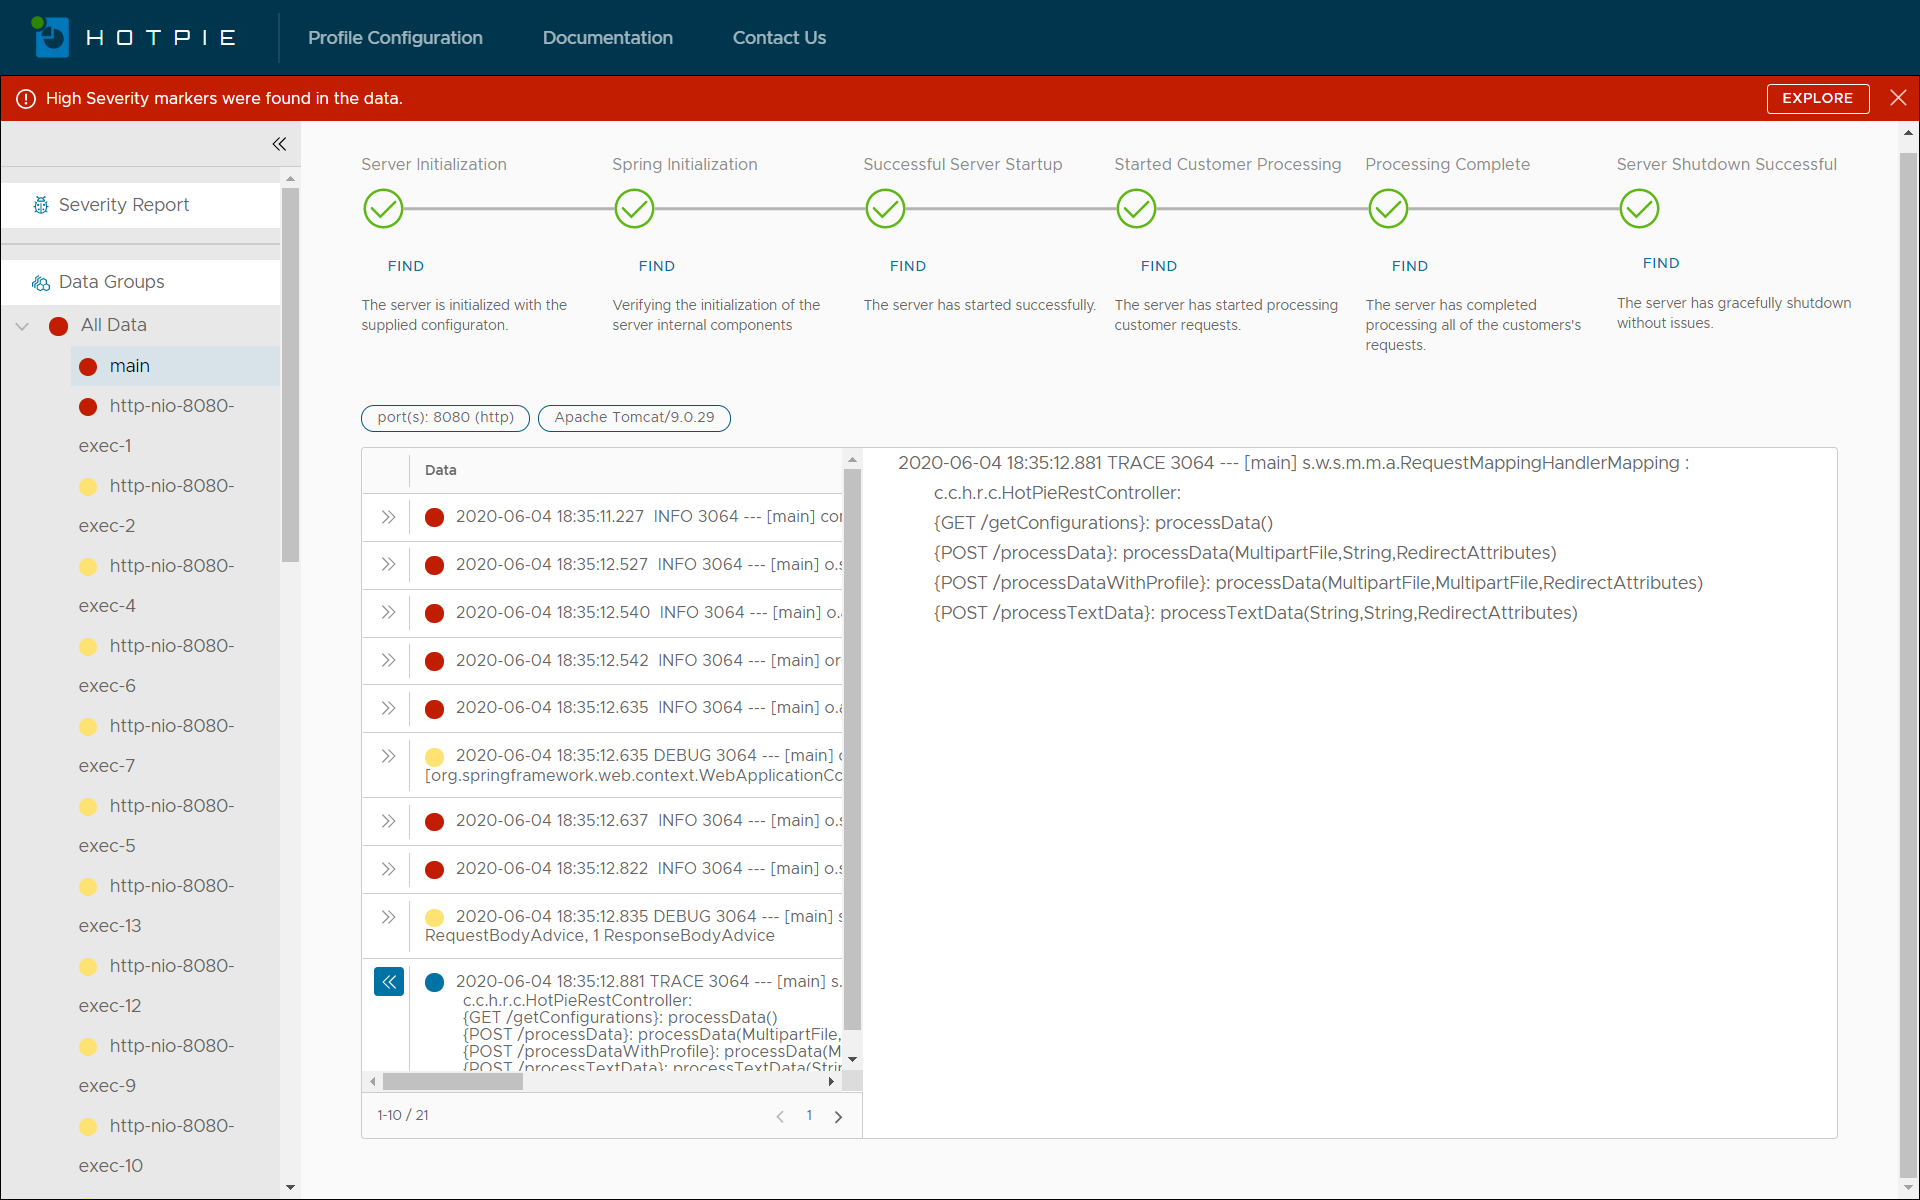 HOTPIE
Profile Configuration
Documentation
Contact Us
High Severity markers were found in the data.
EXPLORE
Severity Report
Data Groups
All Data
main
http-nio-8080-
exec-1
http-nio-8080-
exec-2
http-nio-8080-
exec-4
http-nio-8080-
exec-6
http-nio-8080-
exec-7
http-nio-8080-
exec-5
http-nio-8080-
exec-13
http-nio-8080-
exec-12
http-nio-8080-
exec-9
http-nio-8080-
exec-10
Server Initialization
FIND
The server is initialized with the
supplied configuraton.
Spring Initialization
FIND
Verifying the initialization of the
server internal components
Successful Server Startup
FIND
The server has started successfully.
Started Customer Processing
FIND
The server has started processing
customer requests.
Processing Complete
FIND
The server has completed
processing all of the customers's
requests.
Server Shutdown Successful
FIND
The server has gracefully shutdown
without issues.
port(s): 8080 (http)
Apache Tomcat/9.0.29
Data
2020-06-04 18:35:11.227 INFO 3064 --- [main]
2020-06-04 18:35:12.527 INFO 3064 --- [main] o.s
2020-06-04 18:35:12.540 INFO 3064 --- [main] o.
2020-06-04 18:35:12.542 INFO 3064 --- [main] or
2020-06-04 18:35:12.635 INFO 3064 --- [main] o.a
2020-06-04 18:35:12.635 DEBUG 3064 --- [main]
[org.springframework.web.context.WebApplicationCo
2020-06-04 18:35:12.637 INFO 3064 --- [main] o.s
2020-06-04 18:35:12.822 INFO 3064 --- [main] o.s
2020-06-04 18:35:12.835 DEBUG 3064 --- [main] s
RequestBodyAdvice, 1 ResponseBodyAdvice
2020-06-04 18:35:12.881 TRACE 3064 --- [main] s.
c.c.h.r.c.HotPieRestController:
{GET /getConfigurations}: processData()
{POST /processData}: processData(MultipartFile,
{POST /processDataWithProfile}: processData(M
{POST /processTextData}: processTextData(Strin
1-10 / 21
1
2020-06-04 18:35:12.881 TRACE 3064 --- [main] s.w.s.m.m.a.RequestMappingHandlerMapping :
c.c.h.r.c.HotPieRestController:
{GET /getConfigurations}: processData()
{POST /processData}: processData(MultipartFile,String,RedirectAttributes)
{POST /processDataWithProfile}: processData(MultipartFile,MultipartFile,RedirectAttributes)
{POST /processTextData}: processTextData(String,String,RedirectAttributes)